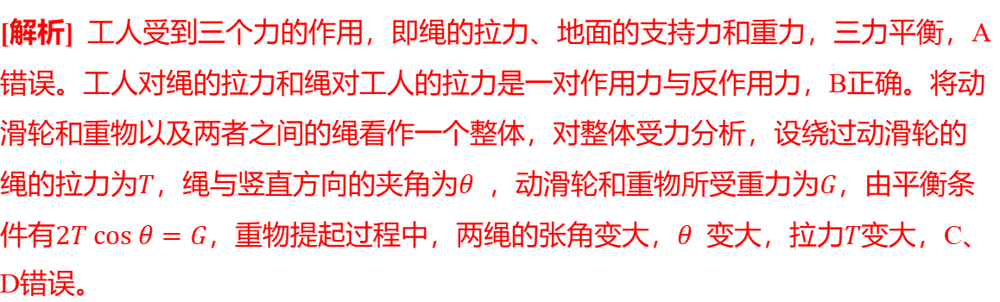 [解析] 工人受到三个力的作用，即绳的拉力、地面的支持力和重力，三力平衡，A
错误。工人对绳的拉力和绳对工人的拉力是一对作用力与反作用力，B正确。将动
滑轮和重物以及两者之间的绳看作一个整体，对整体受力分析，设绕过动滑轮的
绳的拉力为T，绳与竖直方向的夹角为θ ，动滑轮和重物所受重力为G，由平衡条
件有2T cos θ = G，重物提起过程中，两绳的张角变大，θ 变大，拉力T变大，C、
D错误。